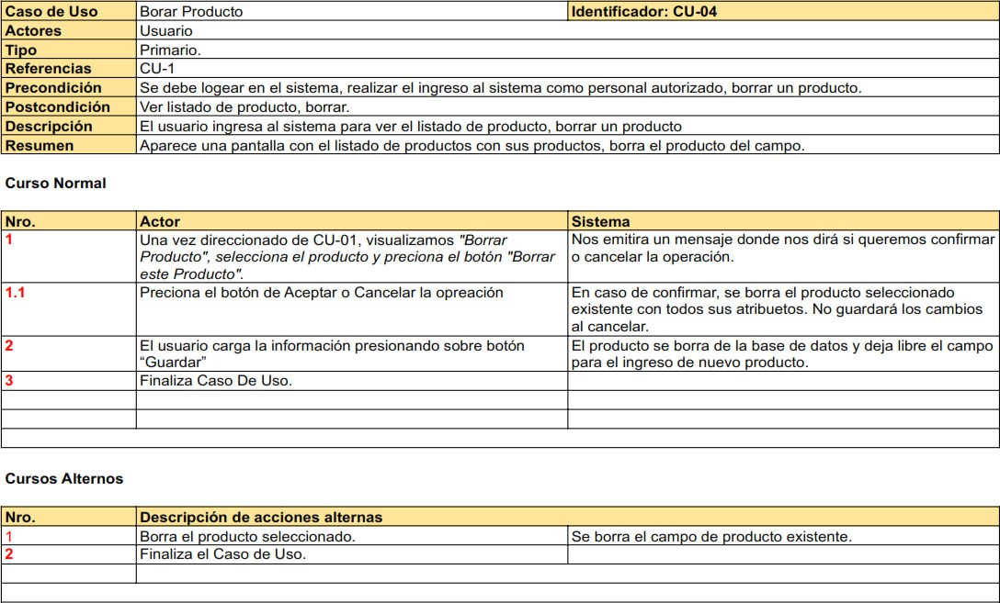 Caso de Uso Borar Producto Identificador: CU-04
Actores Usuario
Tipo Primario.
Referencias CU-1
Precondición Se debe logear en el sistema, realizar el ingreso al sistema como personal autorizado, borrar un producto.
Postcondición Ver listado de producto, borrar.
Descripción El usuario ingresa al sistema para ver el listado de producto, borrar un producto
Resumen Aparece una pantalla con el listado de productos con sus productos, borra el producto del campo.
Curso Normal
Nro. Actor Sistema
1 Una vez direccionado de CU-01, visualizamos "Borrar
Producto", selecciona el producto y preciona el botón "Borrar
este Producto".
Nos emitira un mensaje donde nos dirá si queremos confirmar
o cancelar la operación.
1.1 Preciona el botón de Aceptar o Cancelar la opreación
En caso de confirmar, se borra el producto seleccionado
existente con todos sus atribuetos. No guardará los cambios
al cancelar.
2 El usuario carga la información presionando sobre botón
“Guardar”
El producto se borra de la base de datos y deja libre el campo
para el ingreso de nuevo producto.
3 Finaliza Caso De Uso.
Cursos Alternos
Nro. Descripción de acciones alternas
1 Borra el producto seleccionado. Se borra el campo de producto existente.
2 Finaliza el Caso de Uso.